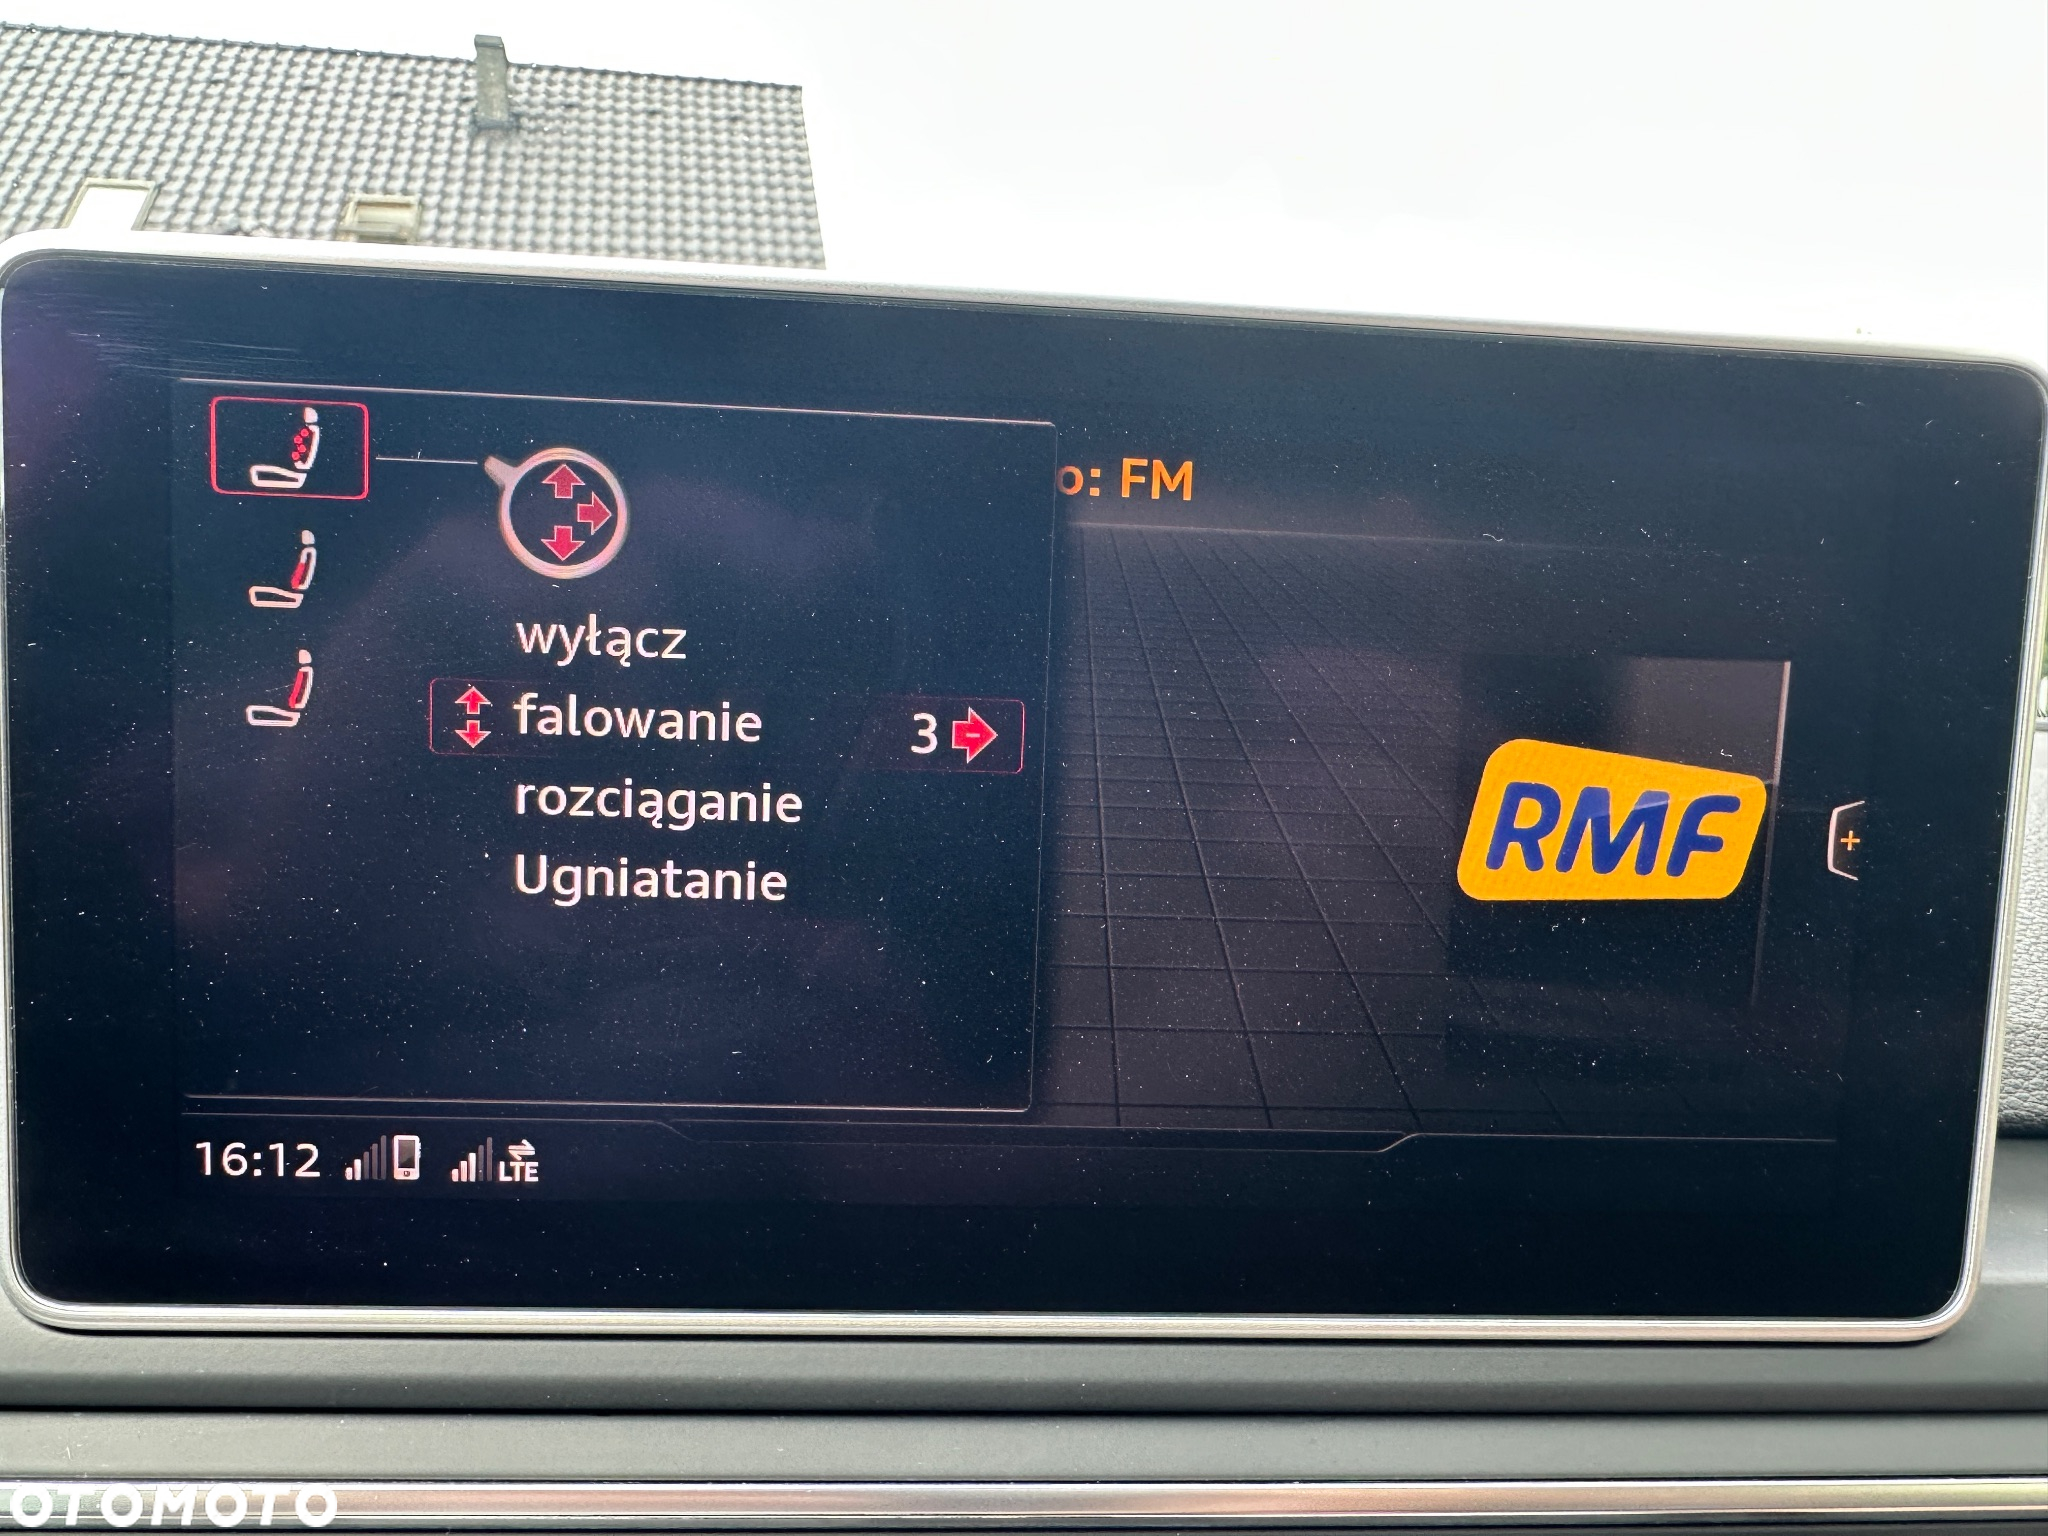 o: FM
wyłącz
falowanie 3
rozciąganie
Ugniatanie
RMF
16:12 LTE
OTOMOTO